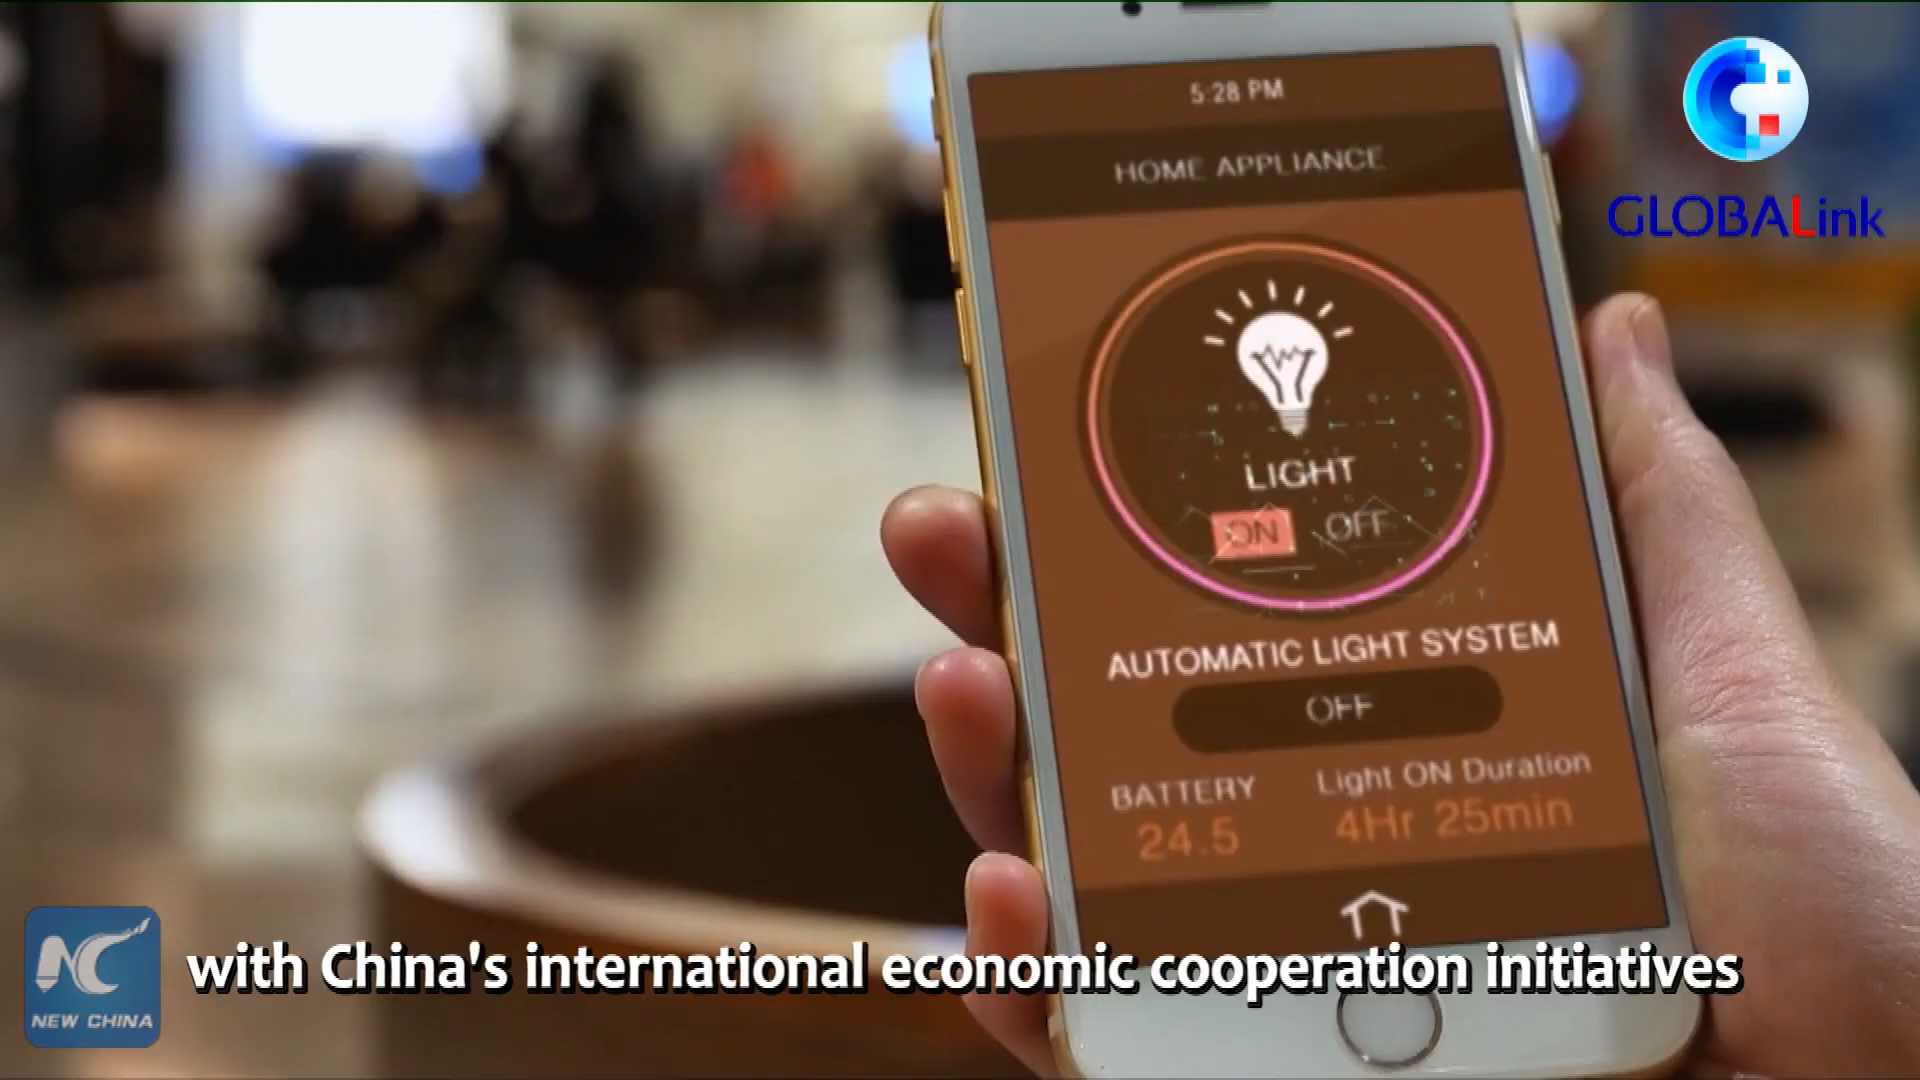 5:28 PM
HOME APPLIANCE
LIGHT
ON OFF
AUTOMATIC LIGHT SYSTEM
OFF
BATTERY Light ON Duration
24.5 4Hr 25min
GLOBALink
NC
NEW CHINA
with China's international economic cooperation initiatives